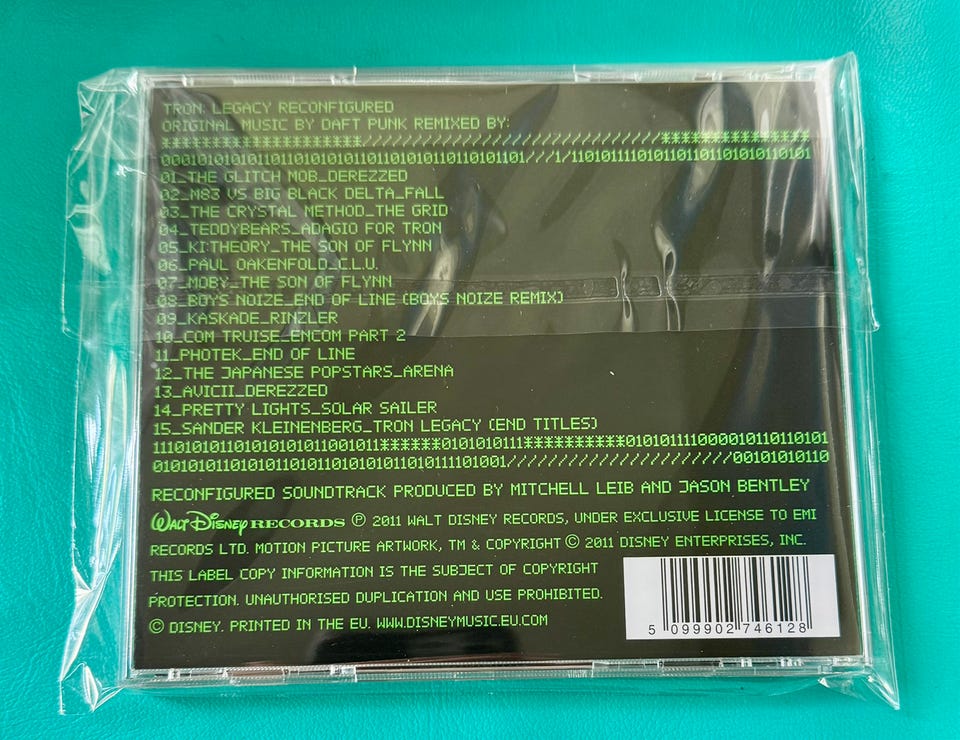 TRON: LEGACY RECONFIGURED
ORIGINAL MUSIC BY DAFT PUNK REMIXED BY:
01_THE GLITCH MOB_DEREZZED
02_M83 VS BIG BLACK DELTA_FALL
03_THE CRYSTAL METHOD_THE GRID
04_TEDDYBEARS_ADAGIO FOR TRON
05_KI:THEORY_THE SON OF FLYNN
06_PAUL OAKENFOLD_C.L.U.
07_MOBY_THE SON OF FLYNN
08_BOYS NOIZE_END OF LINE (BOYS NOIZE REMIX)
09_KASKADE_RINZLER
10_COM TRUISE_ENCOM PART 2
11_PHOTEK_END OF LINE
12_THE JAPANESE POPSTARS_ARENA
13_AVICII_DEREZZED
14_PRETTY LIGHTS_SOLAR SAILER
15_SANDER KLEINENBERG_TRON LEGACY (END TITLES)
RECONFIGURED SOUNDTRACK PRODUCED BY MITCHELL LEIB AND JASON BENTLEY
WALT DISNEY RECORDS ℗ 2011 WALT DISNEY RECORDS, UNDER EXCLUSIVE LICENSE TO EMI
RECORDS LTD. MOTION PICTURE ARTWORK, TM & COPYRIGHT © 2011 DISNEY ENTERPRISES, INC.
THIS LABEL COPY INFORMATION IS THE SUBJECT OF COPYRIGHT
PROTECTION. UNAUTHORISED DUPLICATION AND USE PROHIBITED.
© DISNEY. PRINTED IN THE EU. WWW.DISNEYMUSIC.EU.COM
5 099902 746128